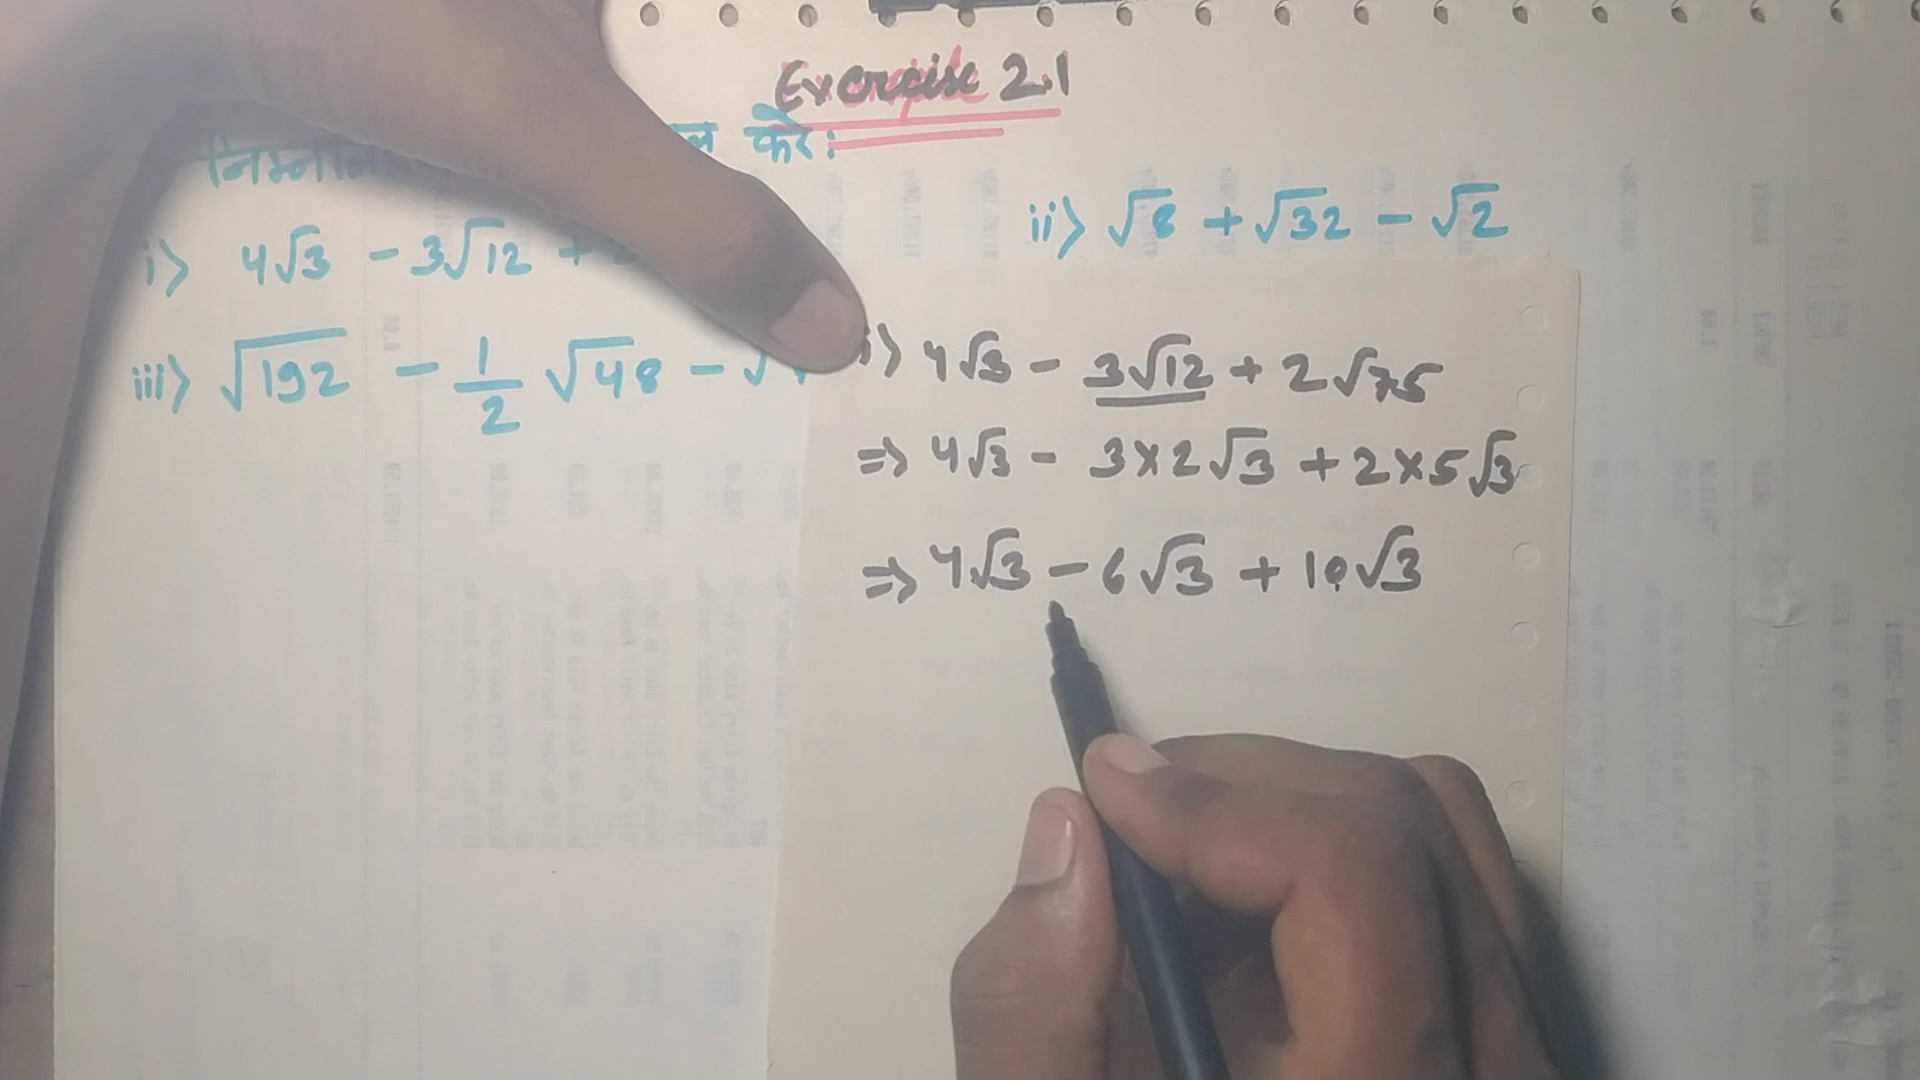 Exercise 2.1
करें:
i) 4√3 - 3√12 +
ii) √8 + √32 - √2
iii) √192 - 1/2 √48 - √
i) 4√3 - 3√12 + 2√75
⇒ 4√3 - 3×2√3 + 2×5√3
⇒ 4√3 - 6√3 + 10√3